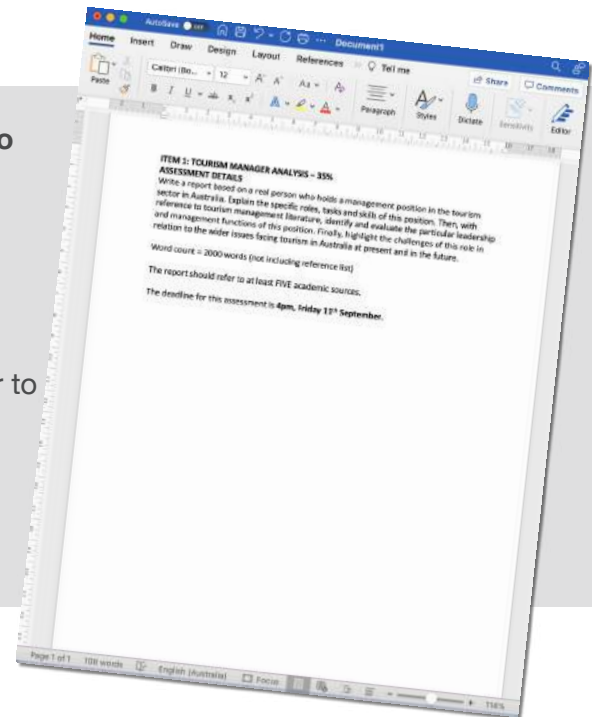 AutoSave OFF
Document1
Home Insert Draw Design Layout References Tell me
Share Comments
Paste
Calibri (Bo... 12 A^ A˅ Aa
B I U ab x, x²
Paragraph
Styles
Dictate
Sensitivity
Editor
o
r to
ITEM 1: TOURISM MANAGER ANALYSIS – 35%
ASSESSMENT DETAILS
Write a report based on a real person who holds a management position in the tourism
sector in Australia. Explain the specific roles, tasks and skills of this position. Then, with
reference to tourism management literature, identify and evaluate the particular leadership
and management functions of this position. Finally, highlight the challenges of this role in
relation to the wider issues facing tourism in Australia at present and in the future.
Word count = 2000 words (not including reference list)
The report should refer to at least FIVE academic sources.
The deadline for this assessment is 4pm, Friday 11th September.
Page 1 of 1 108 words English (Australia) Focus
116%